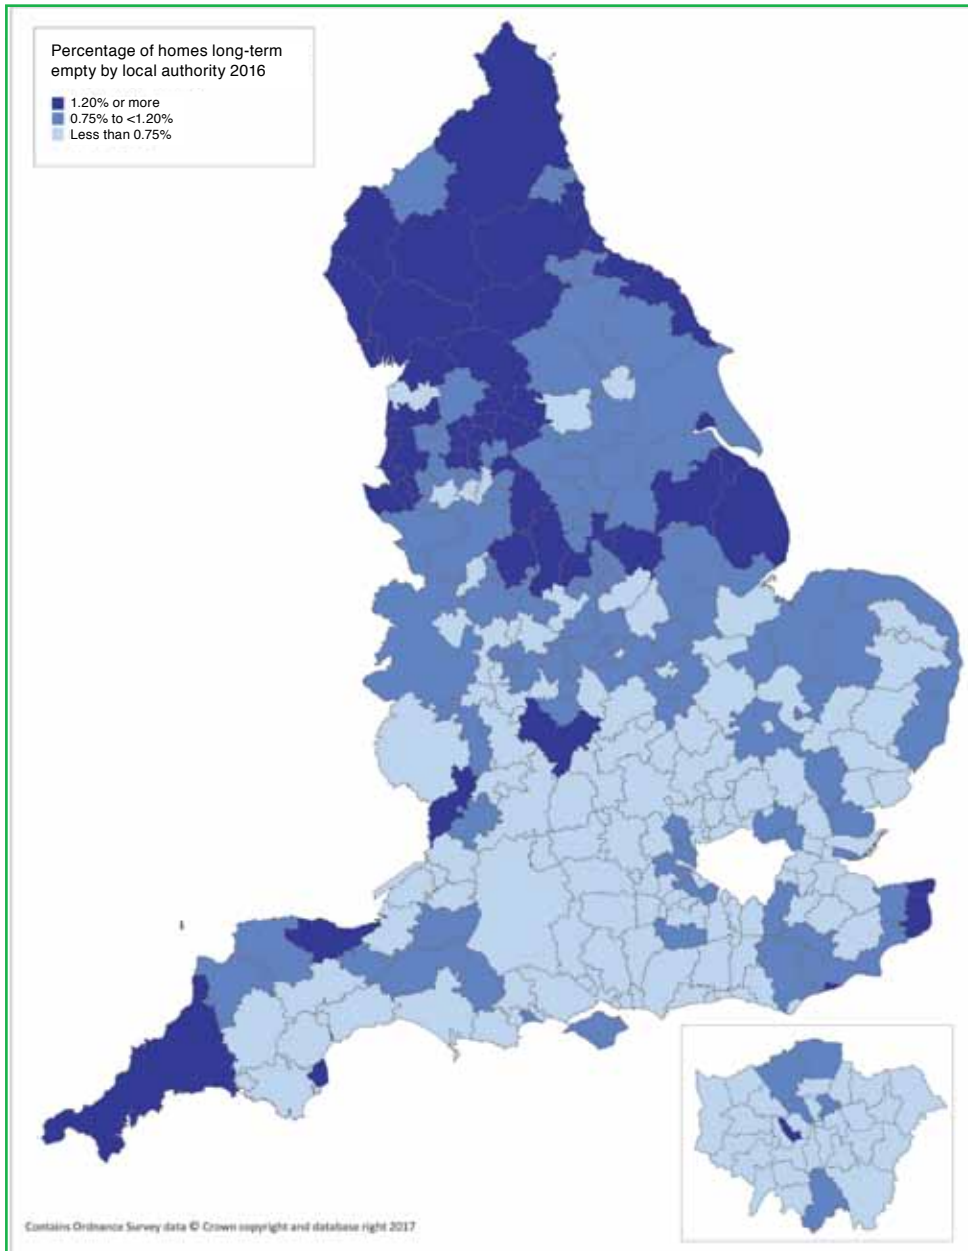 Percentage of homes long-term
empty by local authority 2016
1.20% or more
0.75% to <1.20%
Less than 0.75%
Contains Ordnance Survey data © Crown copyright and database right 2017